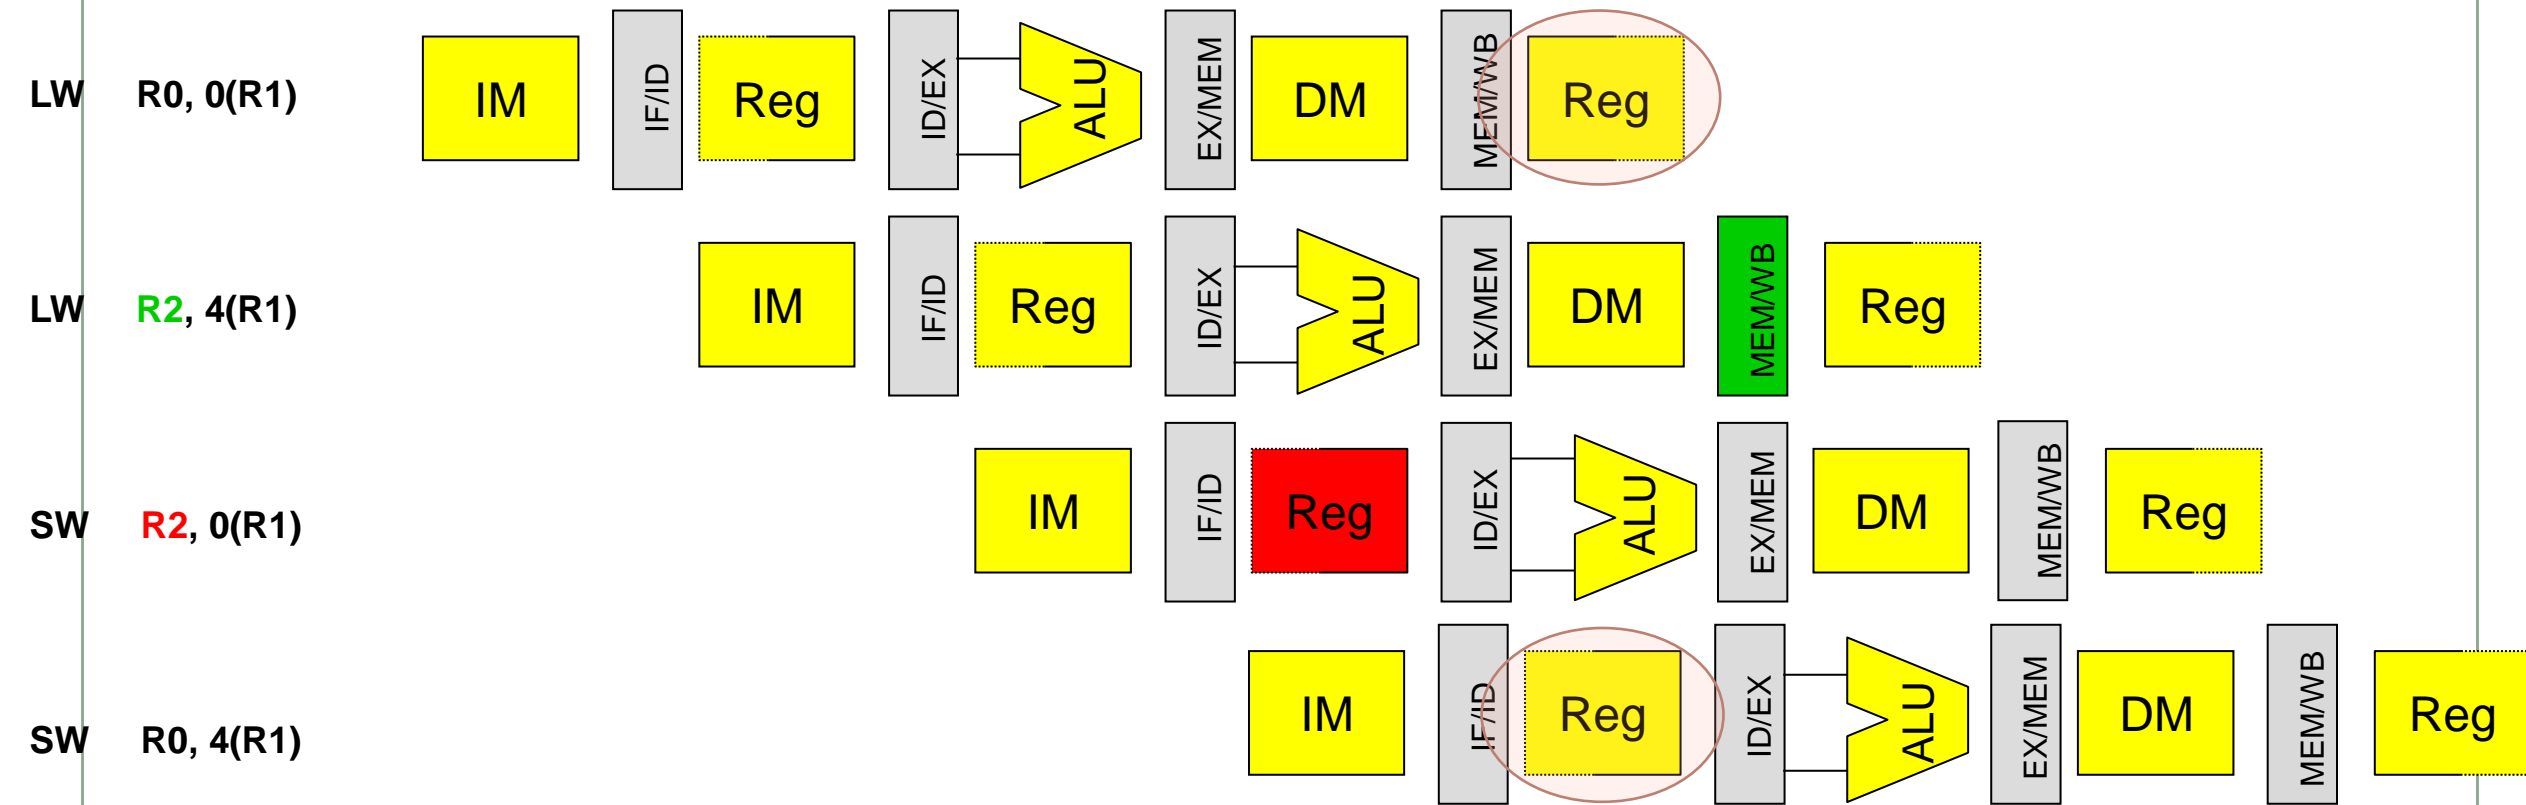 LW R0, 0(R1) IM IF/ID Reg ID/EX ALU EX/MEM DM MEM/WB Reg
LW R2, 4(R1) IM IF/ID Reg ID/EX ALU EX/MEM DM MEM/WB Reg
SW R2, 0(R1) IM IF/ID Reg ID/EX ALU EX/MEM DM MEM/WB Reg
SW R0, 4(R1) IM IF/ID Reg ID/EX ALU EX/MEM DM MEM/WB Reg